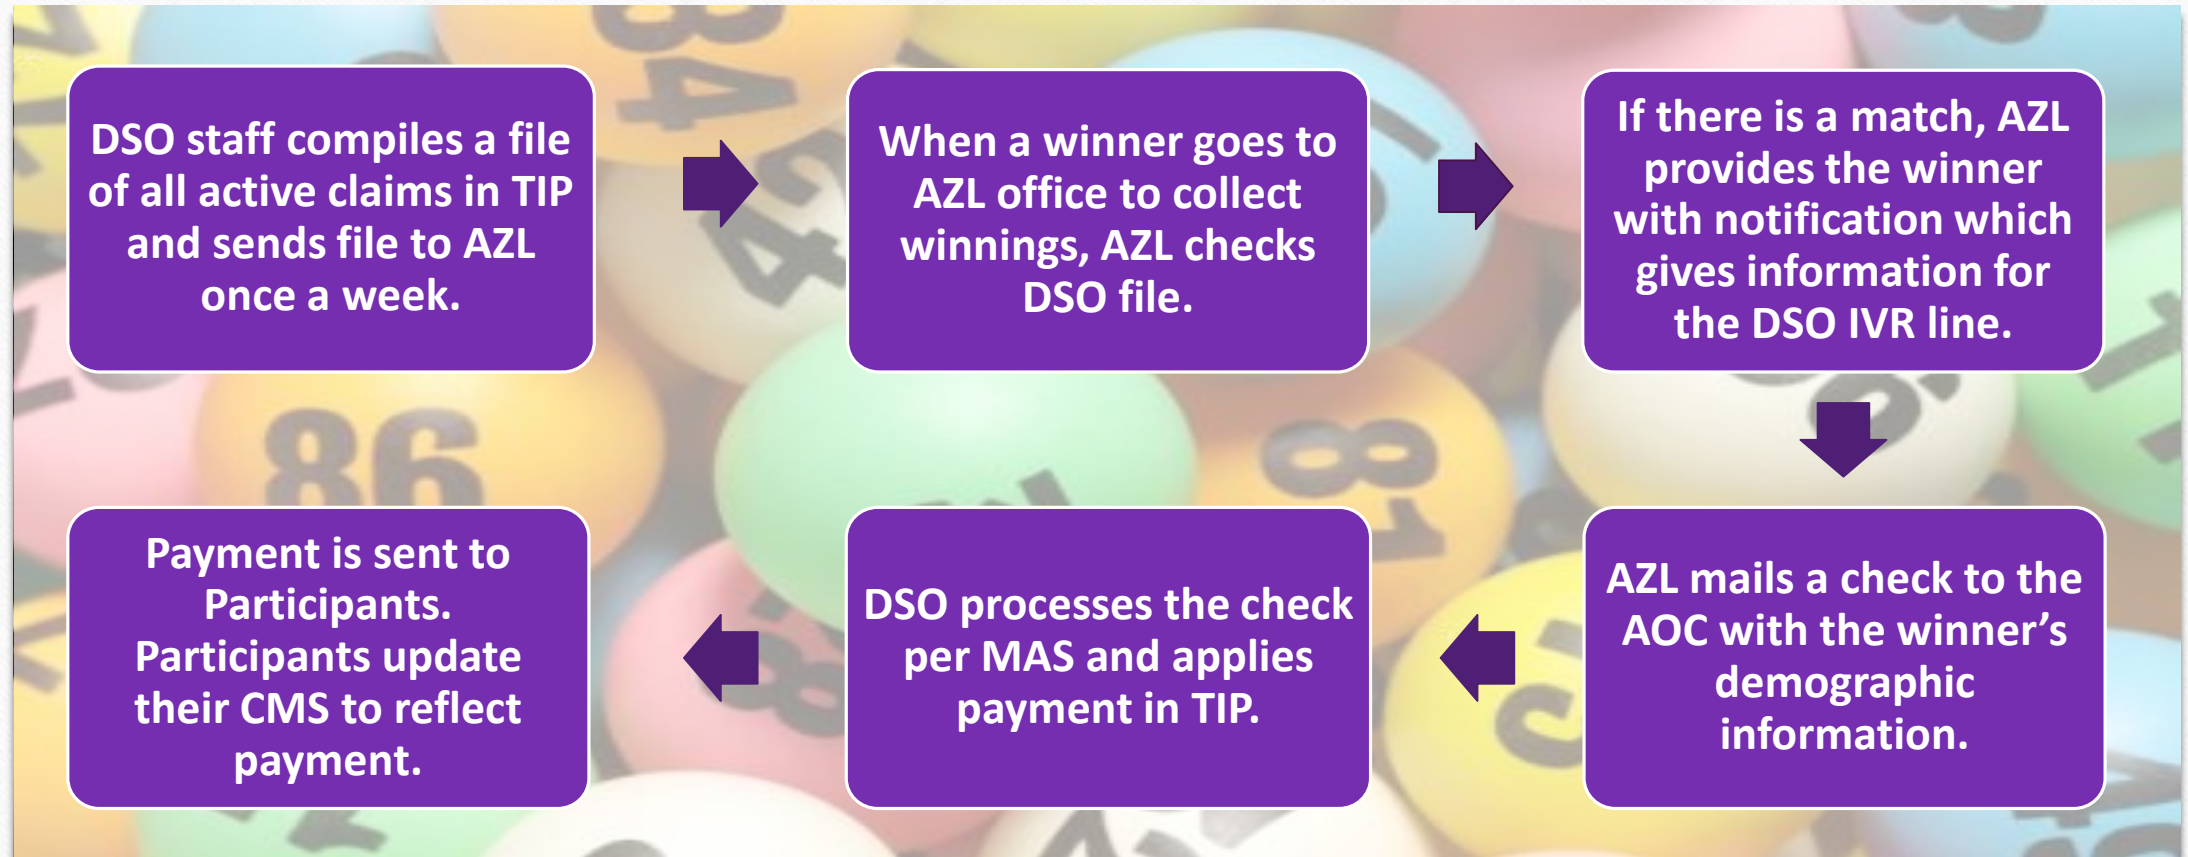 DSO staff compiles a file
of all active claims in TIP
and sends file to AZL
once a week.
When a winner goes to
AZL office to collect
winnings, AZL checks
DSO file.
If there is a match, AZL
provides the winner
with notification which
gives information for
the DSO IVR line.
AZL mails a check to the
AOC with the winner’s
demographic
information.
DSO processes the check
per MAS and applies
payment in TIP.
Payment is sent to
Participants.
Participants update
their CMS to reflect
payment.
86
84
42
81